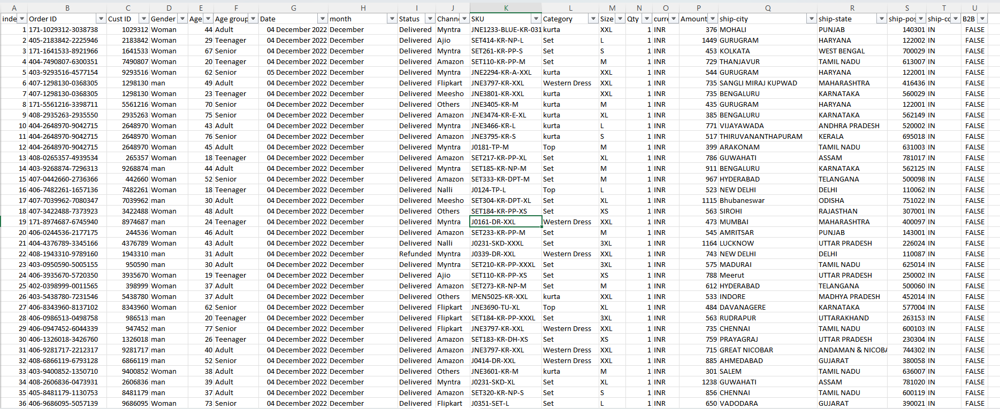 A B C D E F G H I J K L M N O P Q R S T U
inde Order ID Cust ID Gender Age Age group Date month Status Chann SKU Category Size Qty curre Amount ship-city ship-state ship-pos ship-cc B2B
1 171-1029312-3038738 1029312 Woman 44 Adult 04 December 2022 December Delivered Myntra JNE1233-BLUE-KR-031 kurta XXL 1 INR 376 MOHALI PUNJAB 140301 IN FALSE
2 405-2183842-2225946 2183842 Woman 29 Teenager 04 December 2022 December Delivered Ajio SET414-KR-NP-L Set L 1 INR 1449 GURUGRAM HARYANA 122002 IN FALSE
3 171-1641533-8921966 1641533 Woman 67 Senior 04 December 2022 December Delivered Myntra SET261-KR-PP-S Set S 1 INR 453 KOLKATA WEST BENGAL 700029 IN FALSE
4 404-7490807-6300351 7490807 Woman 20 Teenager 04 December 2022 December Delivered Amazon SET110-KR-PP-M Set M 1 INR 729 THANJAVUR TAMIL NADU 613007 IN FALSE
5 403-9293516-4577154 9293516 Woman 62 Senior 05 December 2022 December Delivered Myntra JNE2294-KR-A-XXL kurta XXL 1 INR 544 GURUGRAM HARYANA 122001 IN FALSE
6 407-1298130-0368305 1298130 man 49 Adult 04 December 2022 December Delivered Flipkart JNE3797-KR-XXL Western Dress XXL 1 INR 735 SANGLI MIRAJ KUPWAD MAHARASHTRA 416436 IN FALSE
7 407-1298130-0368305 1298130 Woman 23 Teenager 04 December 2022 December Delivered Meesho JNE3801-KR-XXL kurta XXL 1 INR 735 BENGALURU KARNATAKA 560029 IN FALSE
8 171-5561216-3398711 5561216 Woman 70 Senior 04 December 2022 December Delivered Others JNE3405-KR-M kurta M 1 INR 435 GURUGRAM HARYANA 122001 IN FALSE
9 408-2935263-2935550 2935263 Woman 75 Senior 04 December 2022 December Delivered Amazon JNE3474-KR-E-XL kurta XL 1 INR 385 BENGALURU KARNATAKA 562149 IN FALSE
10 404-2648970-9042715 2648970 Woman 43 Adult 04 December 2022 December Delivered Myntra JNE3466-KR-L kurta L 1 INR 771 VIJAYAWADA ANDHRA PRADESH 520002 IN FALSE
11 404-2648970-9042715 2648970 Woman 76 Senior 04 December 2022 December Delivered Amazon JNE3795-KR-S kurta S 1 INR 517 THIRUVANANTHAPURAM KERALA 695018 IN FALSE
12 404-2648970-9042715 2648970 Woman 45 Adult 04 December 2022 December Delivered Myntra J0181-TP-M Top M 1 INR 399 ARAKONAM TAMIL NADU 631003 IN FALSE
13 408-0265357-4939534 265357 Woman 18 Teenager 04 December 2022 December Delivered Amazon SET217-KR-PP-XL Set XL 1 INR 786 GUWAHATI ASSAM 781017 IN FALSE
14 403-9268874-7296313 9268874 man 44 Adult 04 December 2022 December Delivered Myntra SET185-KR-NP-M Set M 1 INR 911 BENGALURU KARNATAKA 562125 IN FALSE
15 407-0442660-2736366 442660 Woman 52 Senior 04 December 2022 December Delivered Amazon SET333-KR-DPT-M Set M 1 INR 967 HYDERABAD TELANGANA 500098 IN FALSE
16 406-7482261-1657136 7482261 Woman 18 Teenager 04 December 2022 December Delivered Nalli J0124-TP-L Top L 1 INR 523 NEW DELHI DELHI 110062 IN FALSE
17 407-7039962-7080347 7039962 man 30 Adult 04 December 2022 December Delivered Meesho SET304-KR-DPT-XL Set XL 1 INR 1115 Bhubaneswar ODISHA 751022 IN FALSE
18 407-3422488-7373923 3422488 Woman 48 Adult 04 December 2022 December Delivered Others SET184-KR-PP-XS Set XS 1 INR 563 SIROHI RAJASTHAN 307001 IN FALSE
19 171-8974687-6745940 8974687 man 24 Teenager 04 December 2022 December Delivered Myntra J0161-DR-XXL Western Dress XXL 1 INR 473 MUMBAI MAHARASHTRA 400097 IN FALSE
20 406-0244536-2177175 244536 Woman 46 Adult 04 December 2022 December Delivered Amazon SET233-KR-PP-M Set M 1 INR 545 AMRITSAR PUNJAB 143001 IN FALSE
21 404-4376789-3345166 4376789 Woman 43 Adult 04 December 2022 December Delivered Nalli J0231-SKD-XXXL Set 3XL 1 INR 1164 LUCKNOW UTTAR PRADESH 226024 IN FALSE
22 408-1943310-9789160 1943310 man 31 Adult 04 December 2022 December Refunded Myntra J0339-DR-XXL Western Dress XXL 1 INR 743 NEW DELHI DELHI 110087 IN FALSE
23 403-0950590-5005155 950590 man 30 Adult 04 December 2022 December Delivered Myntra SET210-KR-PP-XXXL Set 3XL 1 INR 575 MADURAI TAMIL NADU 625014 IN FALSE
24 406-3935670-5720350 3935670 Woman 19 Teenager 04 December 2022 December Delivered Ajio SET110-KR-PP-XS Set XS 1 INR 788 Meerut UTTAR PRADESH 250002 IN FALSE
25 402-0398999-0011565 398999 Woman 37 Adult 04 December 2022 December Delivered Amazon SET273-KR-NP-M Set M 1 INR 612 HYDERABAD TELANGANA 500060 IN FALSE
26 403-5438780-7231546 5438780 Woman 37 Adult 04 December 2022 December Delivered Others MEN5025-KR-XXL kurta XXL 1 INR 533 INDORE MADHYA PRADESH 452014 IN FALSE
27 406-8343960-8137102 8343960 Woman 62 Senior 04 December 2022 December Delivered Flipkart JNE3690-TU-XL Top XL 1 INR 484 DAVANAGERE KARNATAKA 577004 IN FALSE
28 406-0986513-0498758 986513 man 20 Teenager 04 December 2022 December Delivered Flipkart SET184-KR-PP-XXXL Set 3XL 1 INR 563 RUDRAPUR UTTARAKHAND 263153 IN FALSE
29 406-0947452-6044339 947452 man 77 Senior 04 December 2022 December Delivered Flipkart JNE3797-KR-XXL Western Dress XXL 1 INR 735 CHENNAI TAMIL NADU 600103 IN FALSE
30 406-1326018-3426760 1326018 man 26 Teenager 04 December 2022 December Delivered Amazon SET183-KR-DH-XS Set XS 1 INR 759 PRAYAGRAJ UTTAR PRADESH 230304 IN FALSE
31 406-9281717-2212317 9281717 man 40 Adult 04 December 2022 December Delivered Amazon JNE3797-KR-XXL Western Dress XXL 1 INR 715 GREAT NICOBAR ANDAMAN & NICOBA 744302 IN FALSE
32 408-6866119-6793128 6866119 man 52 Senior 04 December 2022 December Delivered Amazon J0414-DR-XXL Western Dress XXL 1 INR 885 AHMEDABAD GUJARAT 380058 IN FALSE
33 403-9400852-1350710 9400852 Woman 38 Adult 04 December 2022 December Delivered Others JNE3601-KR-M kurta M 1 INR 301 SALEM TAMIL NADU 636007 IN FALSE
34 408-2606836-0473931 2606836 man 39 Adult 04 December 2022 December Delivered Myntra J0231-SKD-XL Set XL 1 INR 1238 GUWAHATI ASSAM 781020 IN FALSE
35 405-8481179-1130753 8481179 man 37 Adult 04 December 2022 December Delivered Amazon SET320-KR-NP-S Set S 1 INR 856 CHENNAI TAMIL NADU 600119 IN FALSE
36 406-9686095-5057139 9686095 Woman 73 Senior 04 December 2022 December Delivered Flipkart J0351-SET-L Set L 1 INR 650 VADODARA GUJARAT 390021 IN FALSE